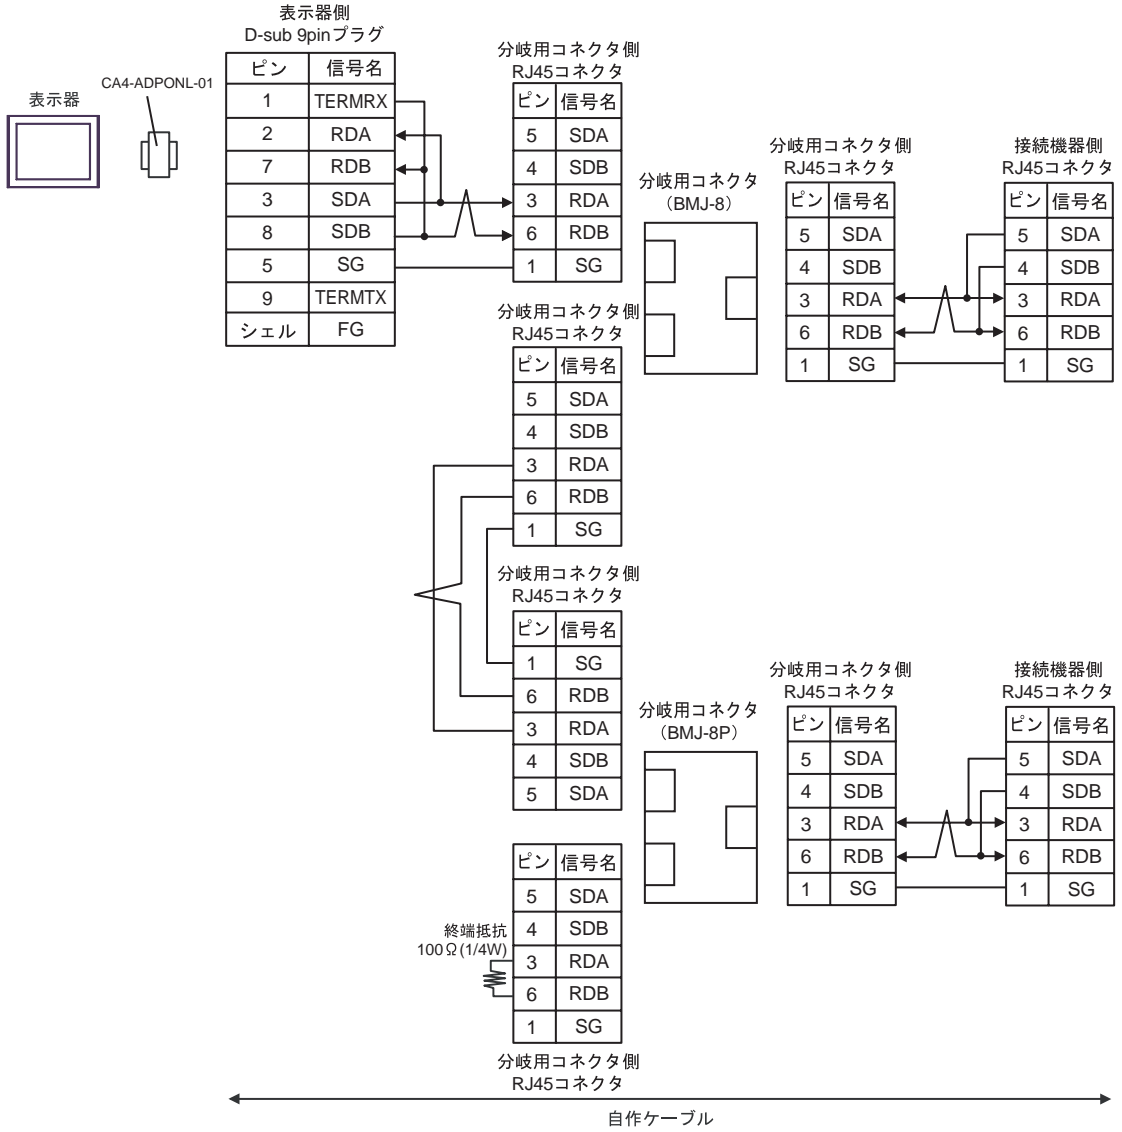 表示器側
D-sub 9pinプラグ
ピン 信号名
1 TERMRX
2 RDA
7 RDB
3 SDA
8 SDB
5 SG
9 TERMTX
シェル FG
表示器
CA4-ADPONL-01
分岐用コネクタ側
RJ45コネクタ
ピン 信号名
5 SDA
4 SDB
3 RDA
6 RDB
1 SG
分岐用コネクタ
（BMJ-8）
分岐用コネクタ側
RJ45コネクタ
ピン 信号名
5 SDA
4 SDB
3 RDA
6 RDB
1 SG
接続機器側
RJ45コネクタ
ピン 信号名
5 SDA
4 SDB
3 RDA
6 RDB
1 SG
分岐用コネクタ側
RJ45コネクタ
ピン 信号名
5 SDA
4 SDB
3 RDA
6 RDB
1 SG
分岐用コネクタ側
RJ45コネクタ
ピン 信号名
1 SG
6 RDB
3 RDA
4 SDB
5 SDA
分岐用コネクタ
（BMJ-8P）
分岐用コネクタ側
RJ45コネクタ
ピン 信号名
5 SDA
4 SDB
3 RDA
6 RDB
1 SG
接続機器側
RJ45コネクタ
ピン 信号名
5 SDA
4 SDB
3 RDA
6 RDB
1 SG
ピン 信号名
5 SDA
4 SDB
3 RDA
6 RDB
1 SG
終端抵抗
100Ω(1/4W)
分岐用コネクタ側
RJ45コネクタ
自作ケーブル